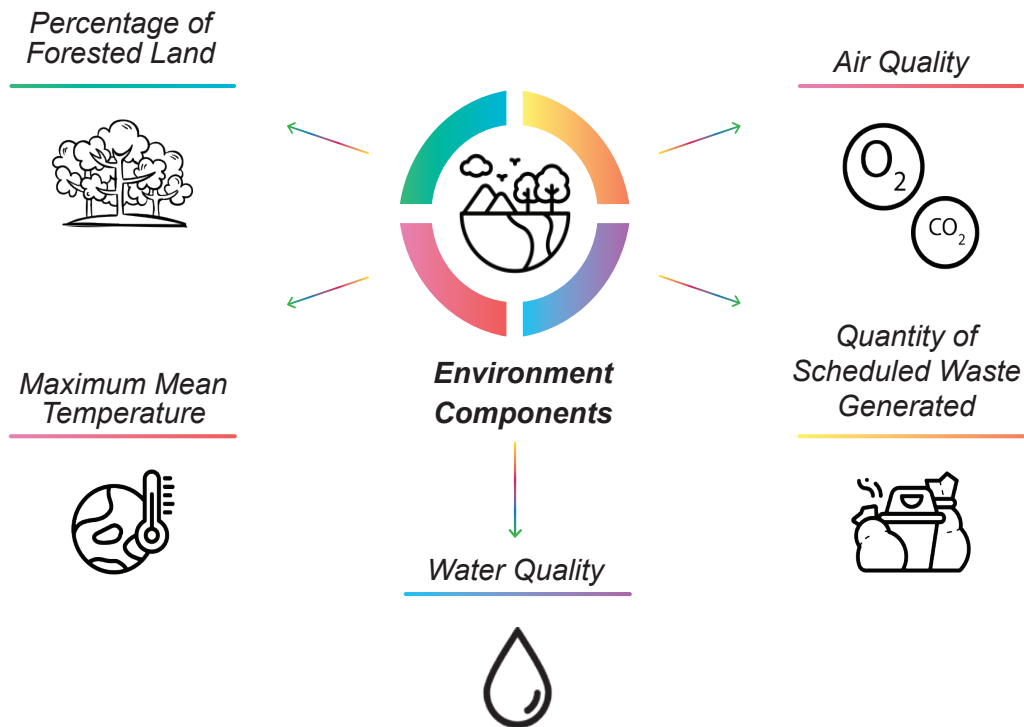 Percentage of
Forested Land
Air Quality
O2
CO2
Environment
Components
Maximum Mean
Temperature
Quantity of
Scheduled Waste
Generated
Water Quality